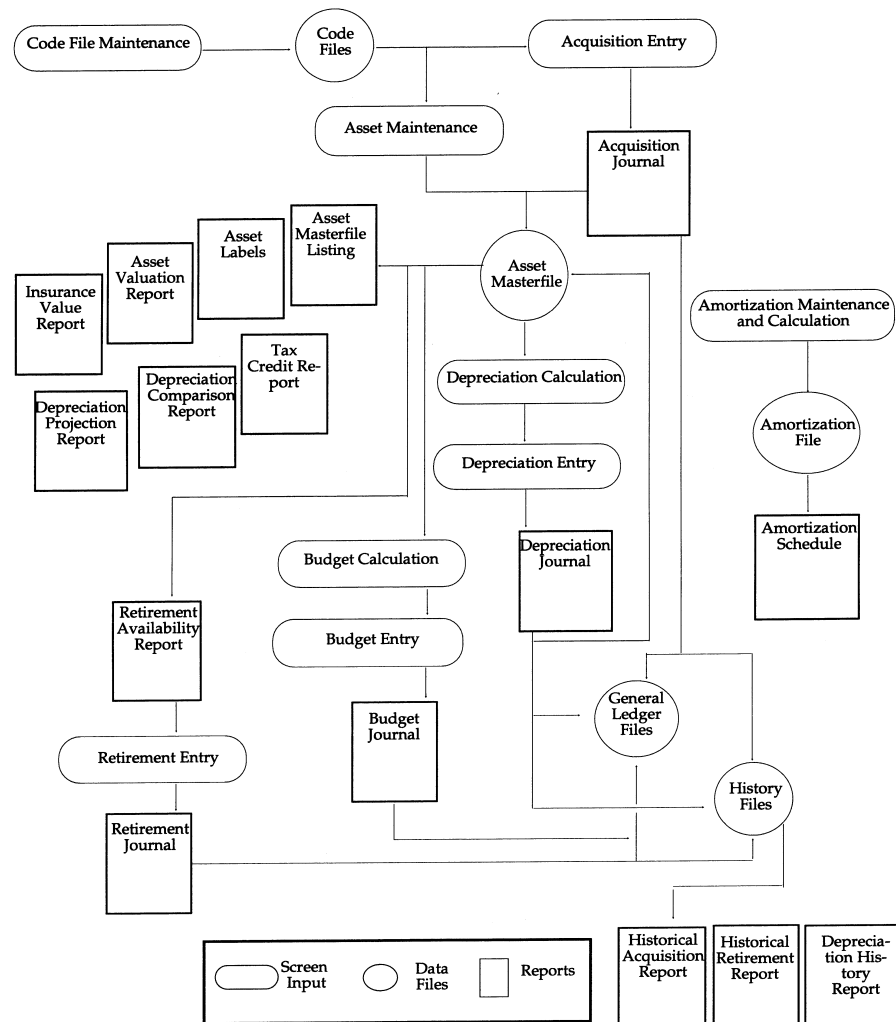 Code File Maintenance
Code
Files
Acquisition Entry
Asset Maintenance
Acquisition
Journal
Asset
Masterfile
Listing
Asset
Labels
Asset
Valuation
Report
Insurance
Value
Report
Asset
Masterfile
Amortization Maintenance
and Calculation
Tax
Credit Re-
port
Depreciation
Comparison
Report
Depreciation
Projection
Report
Depreciation Calculation
Amortization
File
Depreciation Entry
Amortization
Schedule
Depreciation
Journal
Budget Calculation
Retirement
Availability
Report
Budget Entry
General
Ledger
Files
Budget
Journal
Retirement Entry
History
Files
Retirement
Journal
Historical
Acquisition
Report
Historical
Retirement
Report
Deprecia-
tion His-
tory
Report
Screen
Input
Data
Files
Reports